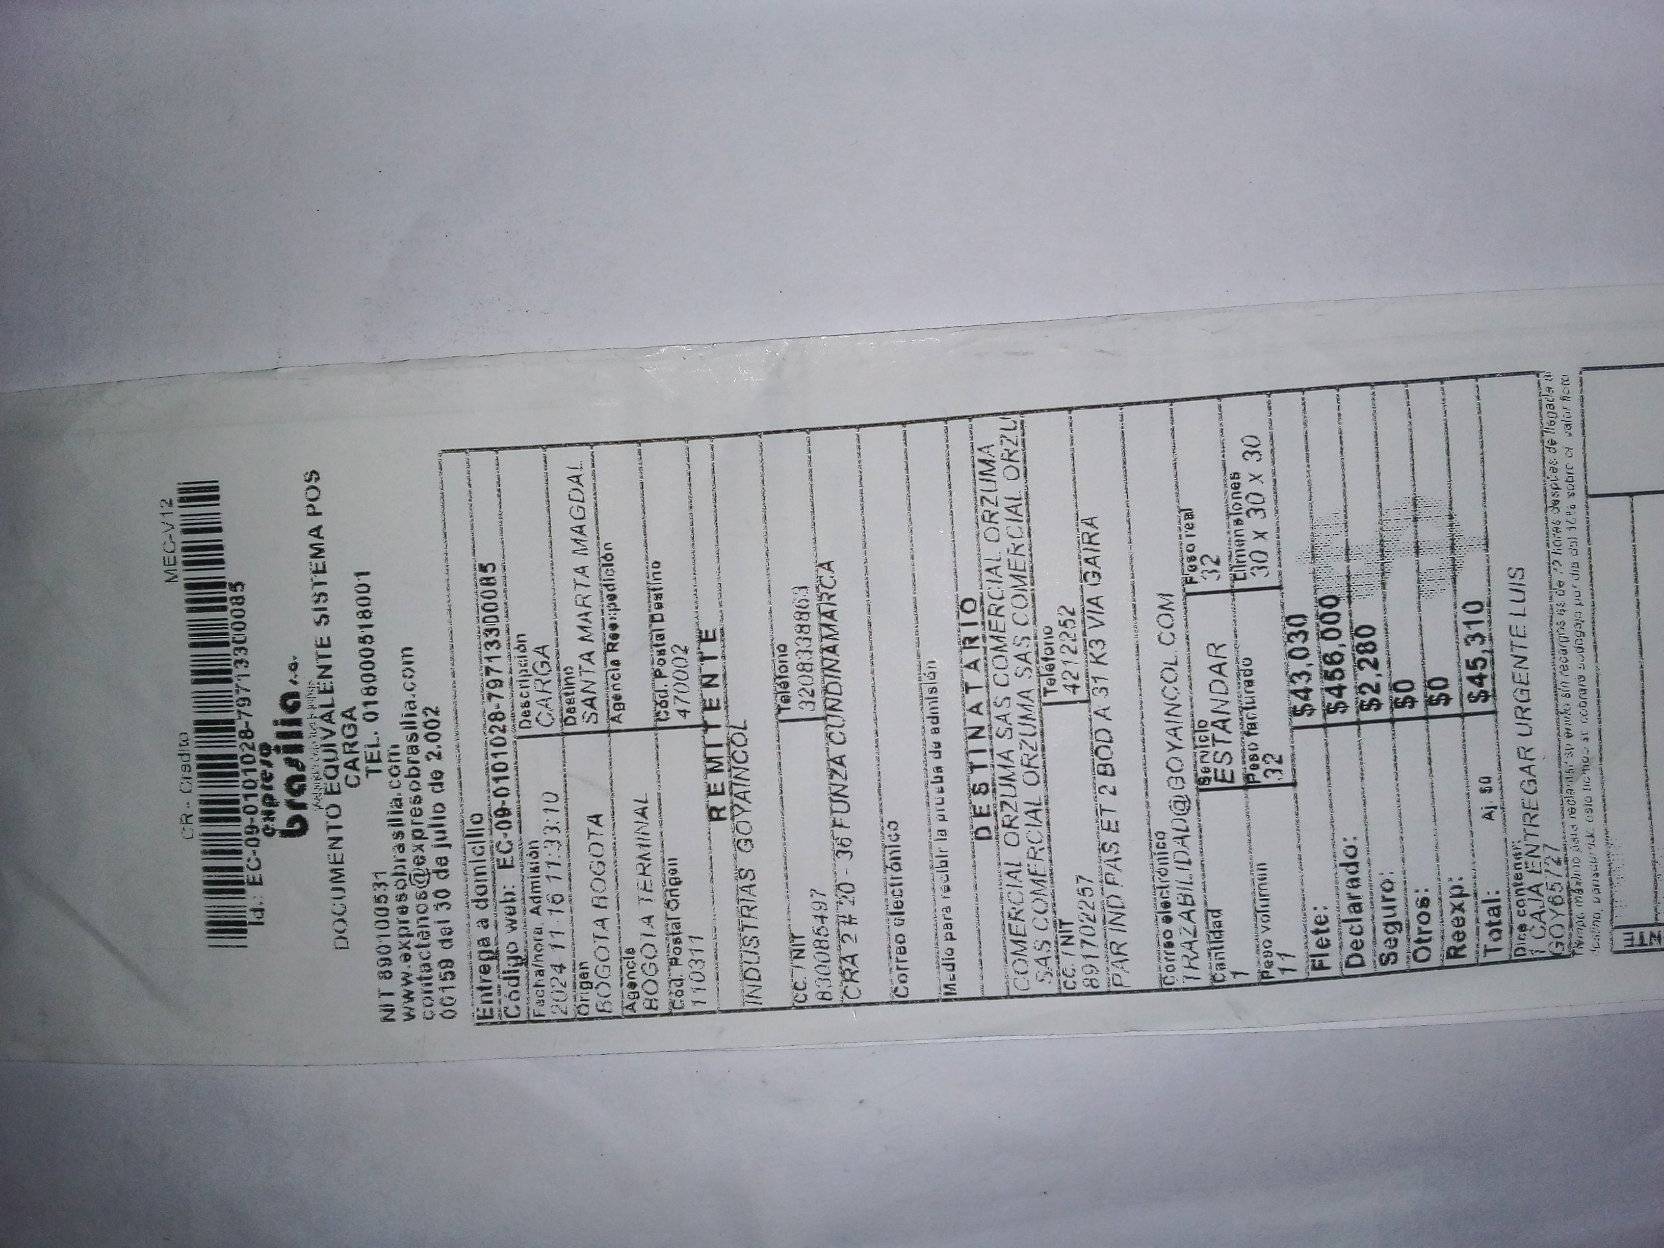 CR - Credito MEC-V12
Id.: EC-09-0101028-797133000085
expreso
brasilia s.a.
DOCUMENTO EQUIVALENTE SISTEMA POS
CARGA
TEL. 018000518001
NIT 890100531
www.expresobrasilia.com
contactenos@expresobrasilia.com
00159 del 30 de julio de 2.002
Entrega a domicilio
Código web: EC-09-0101028-7971330000085
Fecha/hora Admisión Descripción
2024-11-16 11:33:10 CARGA
Origen Destino
BOGOTA BOGOTA SANTA MARTA MAGDAL
Agencia Agencia Reexpedición
BOGOTA TERMINAL
Cód. Postal Origen Cód. Postal Destino
110311 470002
REMITENTE
INDUSTRIAS GOYAINCOL
CC. / NIT Teléfono
8300865497 3208338863
CRA 2 # 20 - 36 FUNZA CUNDINAMARCA
Correo electrónico
Medio para recibir la prueba de admisión
DESTINATARIO
COMERCIAL ORZUMA SAS COMERCIAL ORZUMA
SAS COMERCIAL ORZUMA SAS COMERCIAL ORZU
CC. / NIT Teléfono
8917022257 4212252
PAR IND PAS ET 2 BOD A 31 K3 VIA GAIRA
Correo electrónico
TRAZABILIDAD@GOYAINCOL.COM
Cantidad Servicio Peso real
1 ESTANDAR 32
Peso volumen Peso facturado Dimensiones
11 32 30 x 30 x 30
Flete: $43,030
Declarado: $456,000
Seguro: $2,280
Otros: $0
Reexp: $0
Total: Aj $0 $45,310
Dice contener:
1 CAJA ENTREGAR URGENTE LUIS
GOY65727